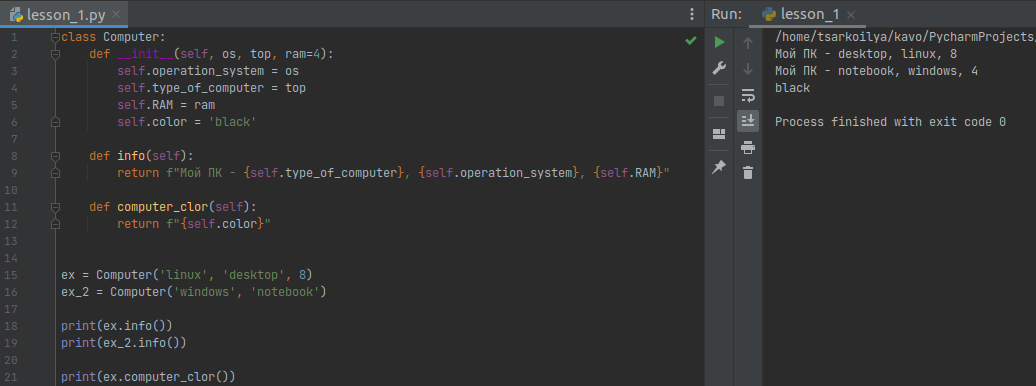 lesson_1.py
1 class Computer:
2 def __init__(self, os, top, ram=4):
3 self.operation_system = os
4 self.type_of_computer = top
5 self.RAM = ram
6 self.color = 'black'
7
8 def info(self):
9 return f"Мой ПК - {self.type_of_computer}, {self.operation_system}, {self.RAM}"
10
11 def computer_clor(self):
12 return f"{self.color}"
13
14
15 ex = Computer('linux', 'desktop', 8)
16 ex_2 = Computer('windows', 'notebook')
17
18 print(ex.info())
19 print(ex_2.info())
20
21 print(ex.computer_clor())
Run: lesson_1
/home/tsarkoilya/kavo/PycharmProjects/
Мой ПК - desktop, linux, 8
Мой ПК - notebook, windows, 4
black
Process finished with exit code 0